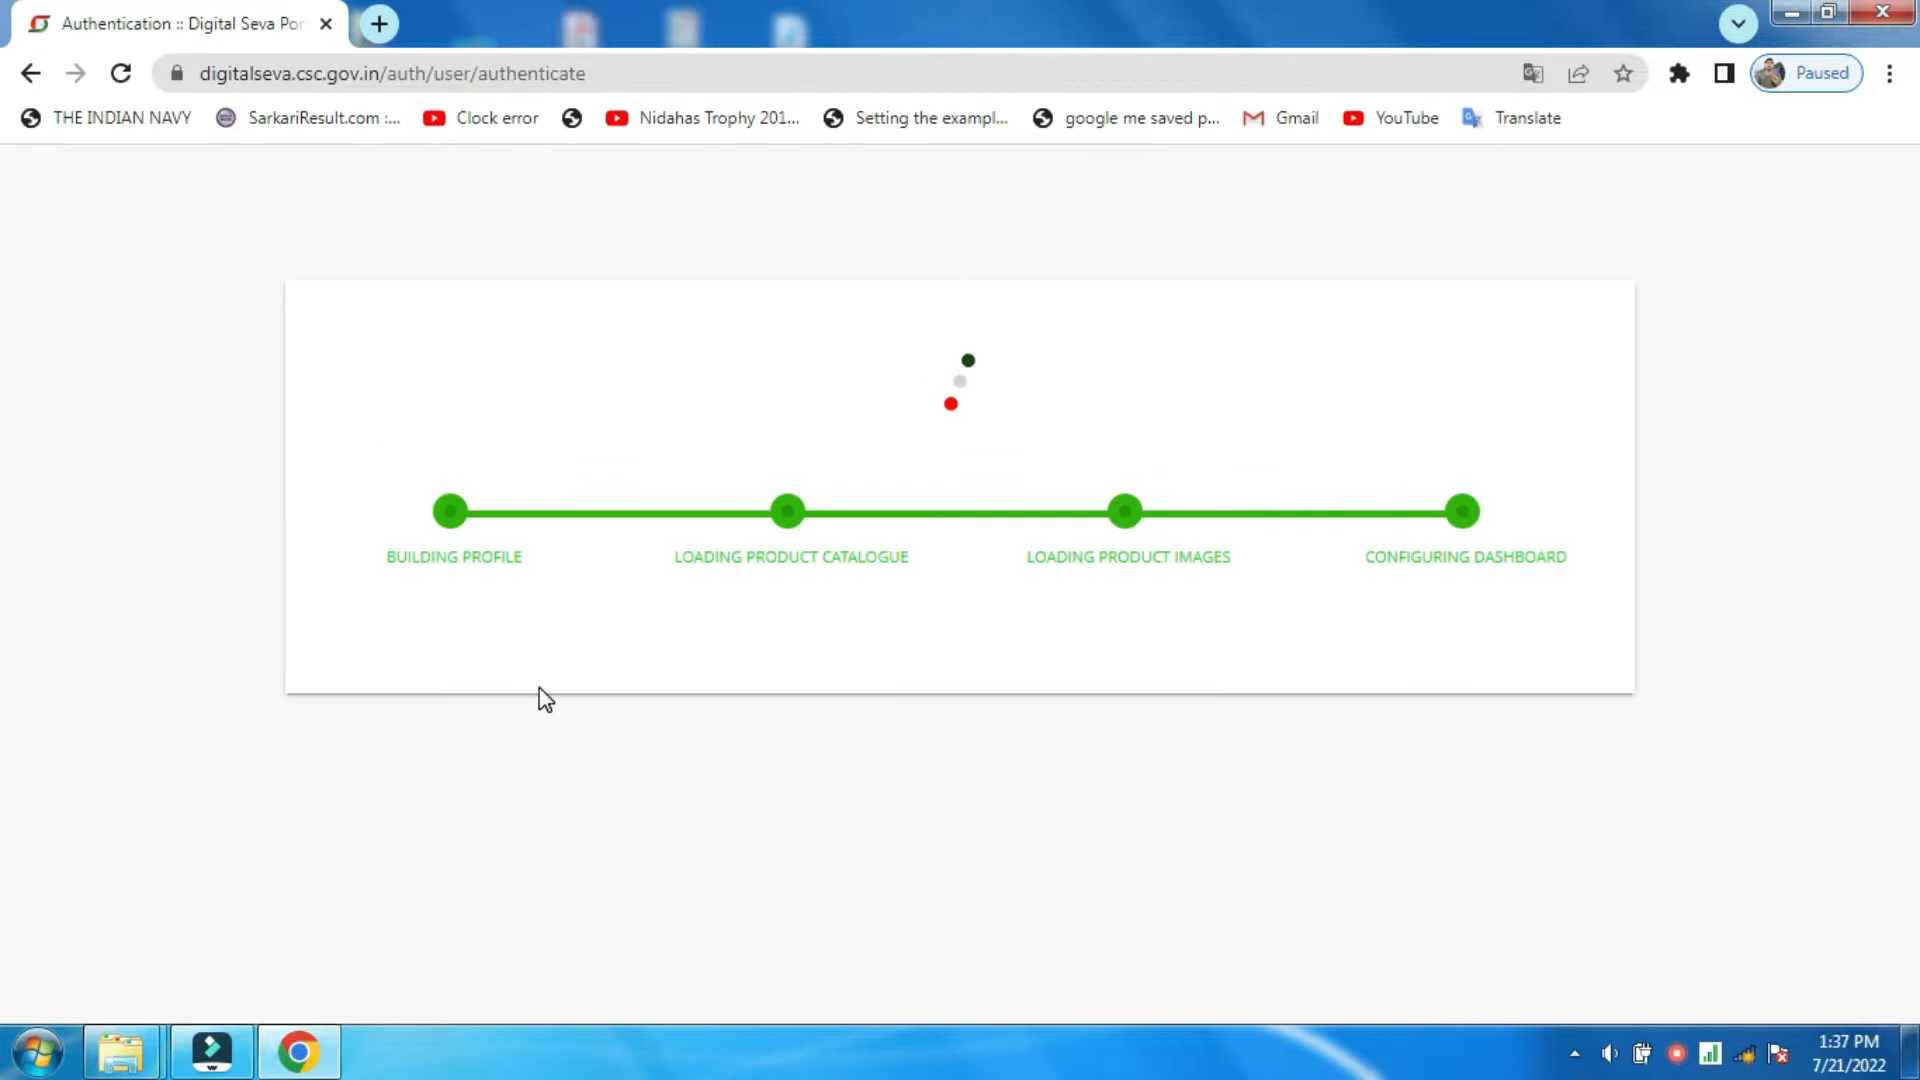 Authentication :: Digital Seva Por
digitalseva.csc.gov.in/auth/user/authenticate
Paused
THE INDIAN NAVY
SarkariResult.com :...
Clock error
Nidahas Trophy 201...
Setting the exampl...
google me saved p...
Gmail
YouTube
Translate
BUILDING PROFILE
LOADING PRODUCT CATALOGUE
LOADING PRODUCT IMAGES
CONFIGURING DASHBOARD
1:37 PM
7/21/2022